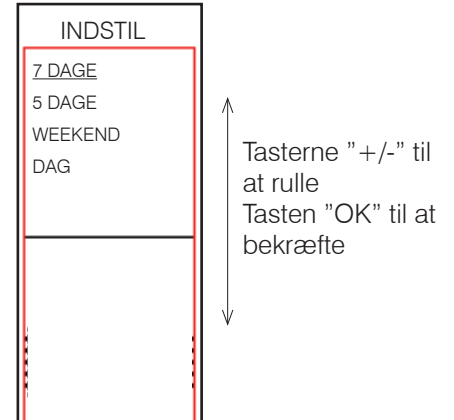 INDSTIL
7 DAGE
5 DAGE
WEEKEND
DAG
Tasterne ”+/-” til
at rulle
Tasten ”OK” til at
bekræfte